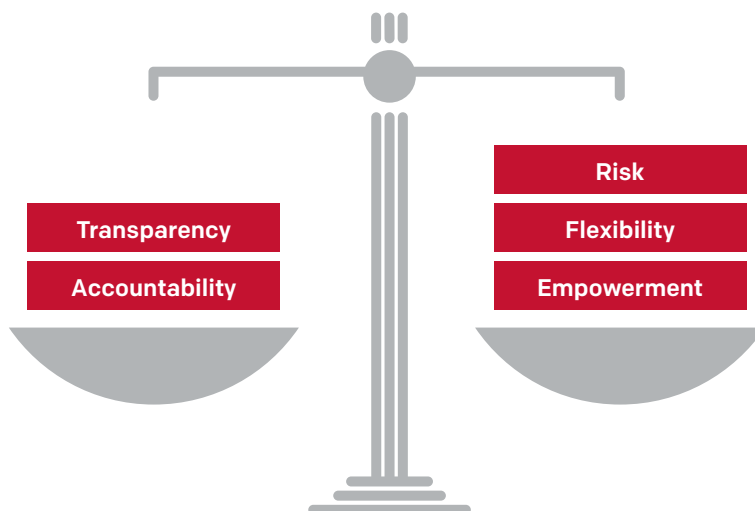 Transparency
Accountability
Risk
Flexibility
Empowerment